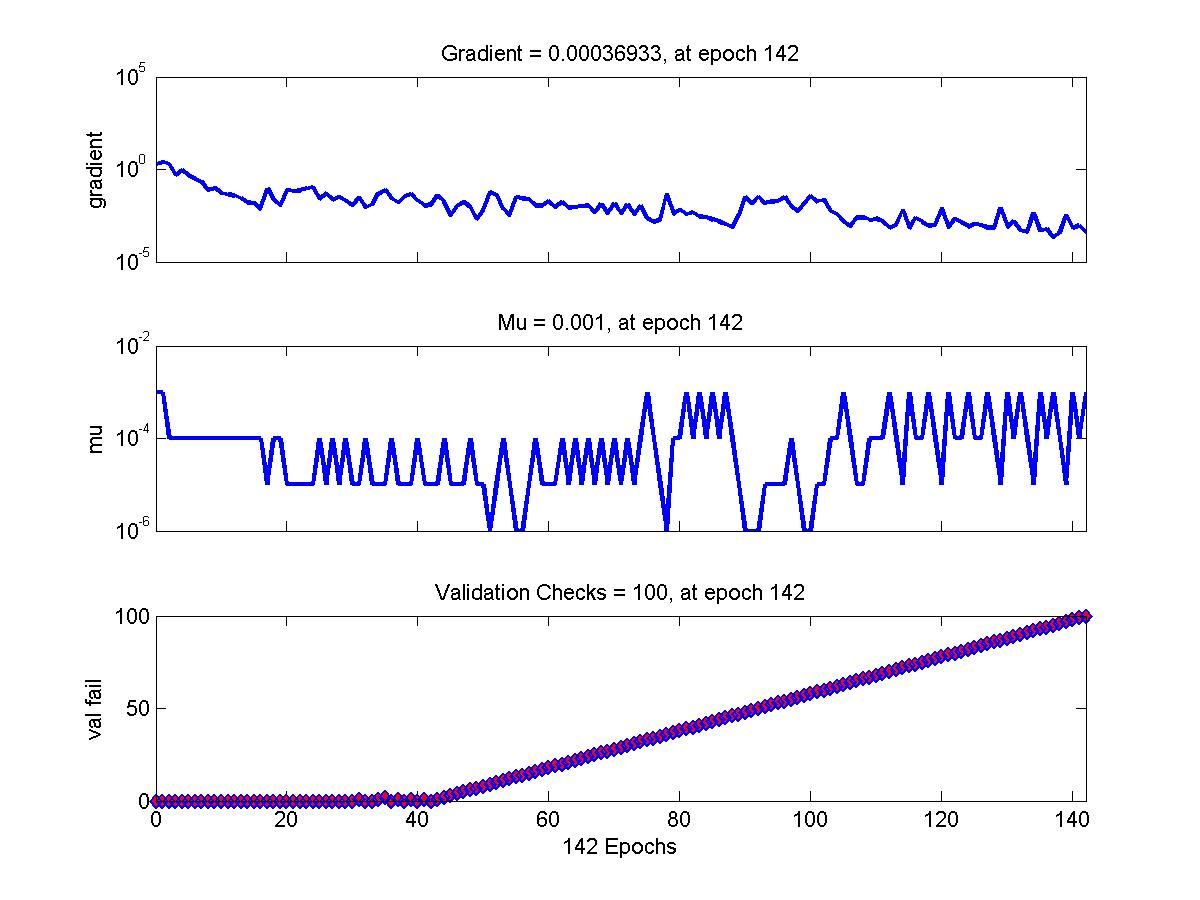 Gradient = 0.00036933, at epoch 142
10^5
10^0
10^-5
gradient
Mu = 0.001, at epoch 142
10^-2
10^-4
10^-6
mu
Validation Checks = 100, at epoch 142
100
50
0
val fail
0 20 40 60 80 100 120 140
142 Epochs